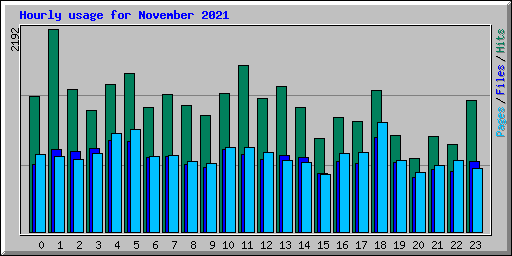 Hourly usage for November 2021
2192
Pages/Files/Hits
0 1 2 3 4 5 6 7 8 9 10 11 12 13 14 15 16 17 18 19 20 21 22 23